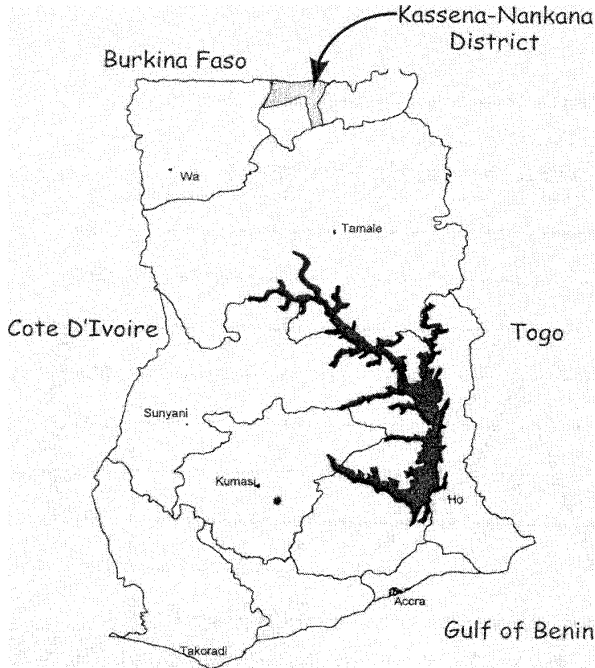 Kassena-Nankana
District
Burkina Faso
Wa
Tamale
Cote D'Ivoire
Togo
Sunyani
Kumasi
Ho
Accra
Gulf of Benin
Takoradi